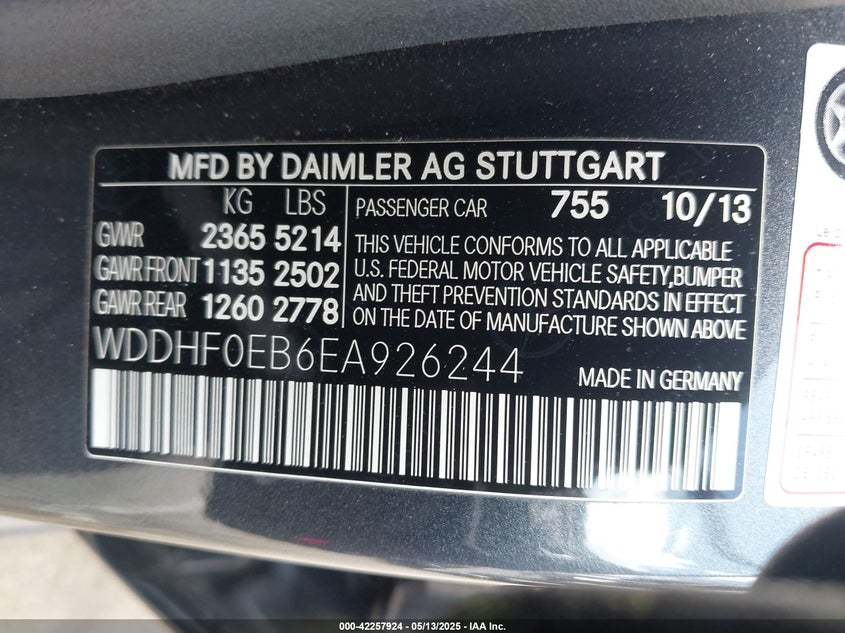 MFD BY DAIMLER AG STUTTGART
KG LBS
GVWR 2365 5214
GAWR FRONT 1135 2502
GAWR REAR 1260 2778
PASSENGER CAR 755 10/13
THIS VEHICLE CONFORMS TO ALL APPLICABLE
U.S. FEDERAL MOTOR VEHICLE SAFETY,BUMPER
AND THEFT PREVENTION STANDARDS IN EFFECT
ON THE DATE OF MANUFACTURE SHOWN ABOVE
WDDHF0EB6EA926244
MADE IN GERMANY
000-42257924 - 05/13/2025 - IAA Inc.